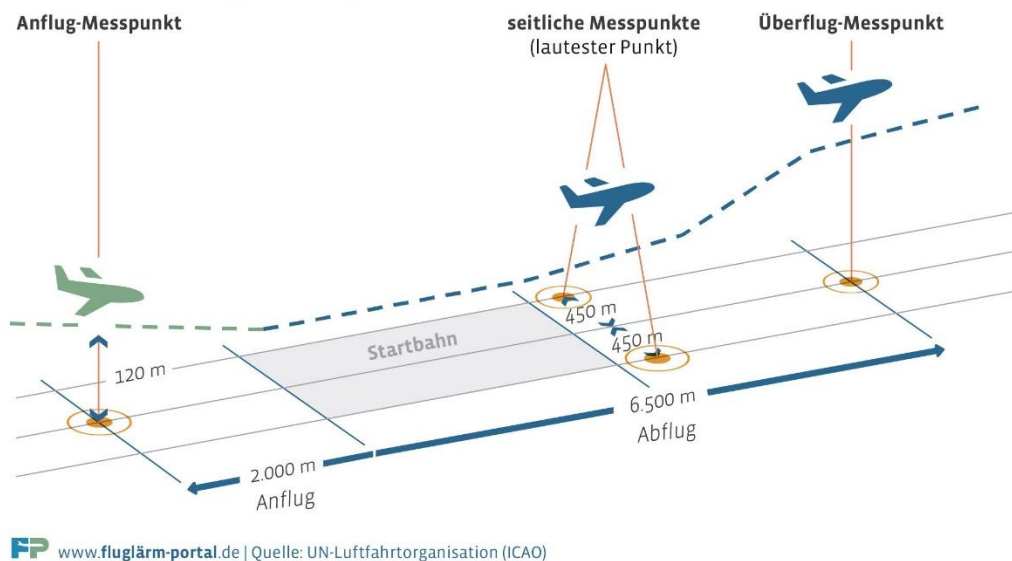 Anflug-Messpunkt
seitliche Messpunkte
(lautester Punkt)
Überflug-Messpunkt
450 m
Startbahn
450 m
120 m
6.500 m
Abflug
2.000 m
Anflug
FP www.fluglärm-portal.de | Quelle: UN-Luftfahrtorganisation (ICAO)